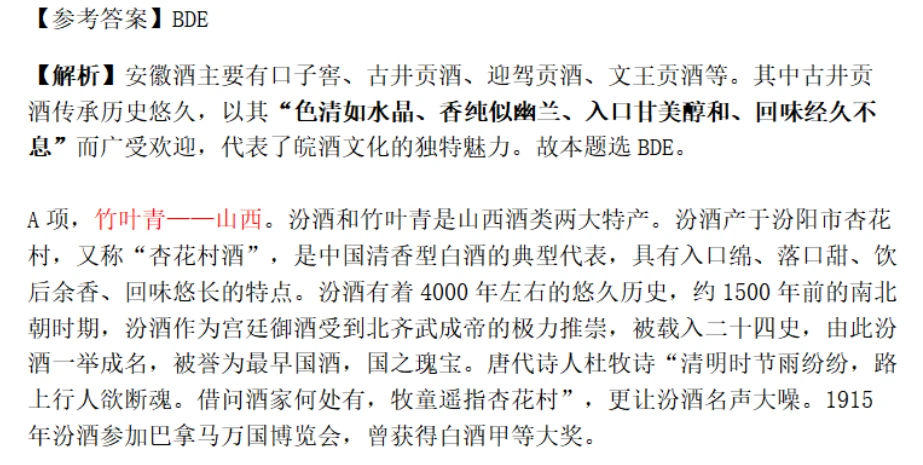 【参考答案】BDE
【解析】安徽酒主要有口子窖、古井贡酒、迎驾贡酒、文王贡酒等。其中古井贡
酒传承历史悠久，以其“色清如水晶、香纯似幽兰、入口甘美醇和、回味经久不
息”而广受欢迎，代表了皖酒文化的独特魅力。故本题选 BDE。
A 项，竹叶青——山西。汾酒和竹叶青是山西酒类两大特产。汾酒产于汾阳市杏花
村，又称“杏花村酒”，是中国清香型白酒的典型代表，具有入口绵、落口甜、饮
后余香、回味悠长的特点。汾酒有着 4000 年左右的悠久历史，约 1500 年前的南北
朝时期，汾酒作为宫廷御酒受到北齐武成帝的极力推崇，被载入二十四史，由此汾
酒一举成名，被誉为最早国酒，国之瑰宝。唐代诗人杜牧诗“清明时节雨纷纷，路
上行人欲断魂。借问酒家何处有，牧童遥指杏花村”，更让汾酒名声大噪。1915
年汾酒参加巴拿马万国博览会，曾获得白酒甲等大奖。